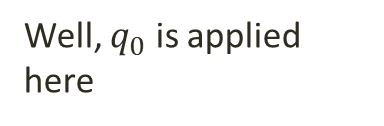 Well, q₀ is applied
here